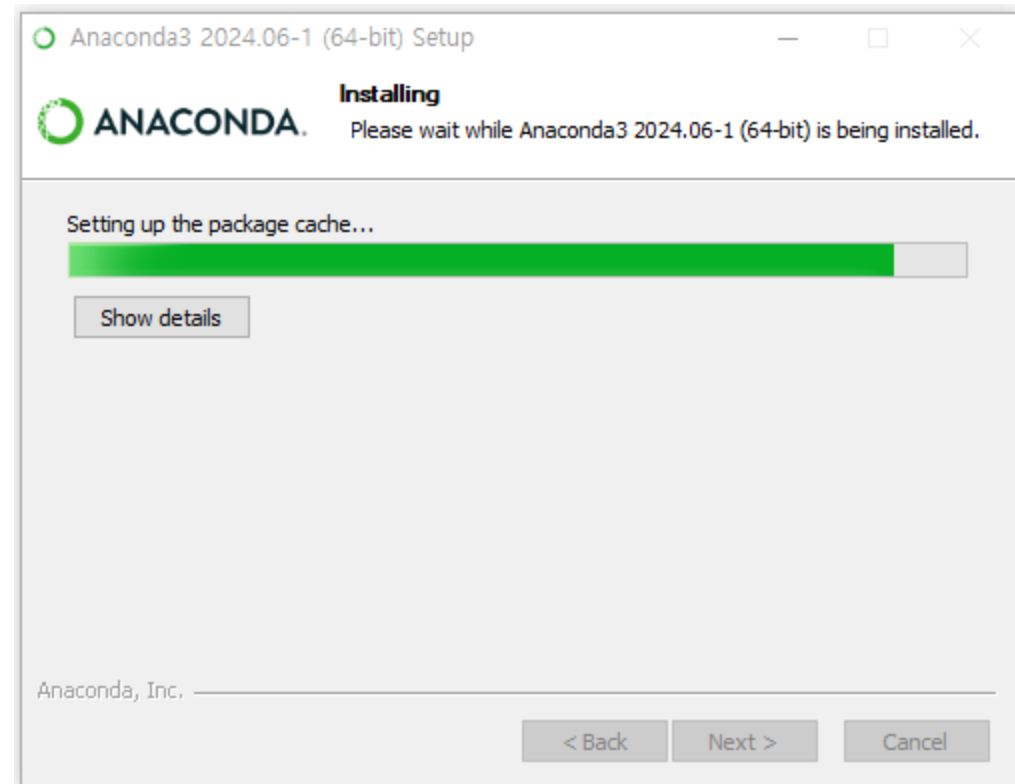 Anaconda3 2024.06-1 (64-bit) Setup
ANACONDA.
Installing
Please wait while Anaconda3 2024.06-1 (64-bit) is being installed.
Setting up the package cache...
Show details
Anaconda, Inc.
< Back
Next >
Cancel